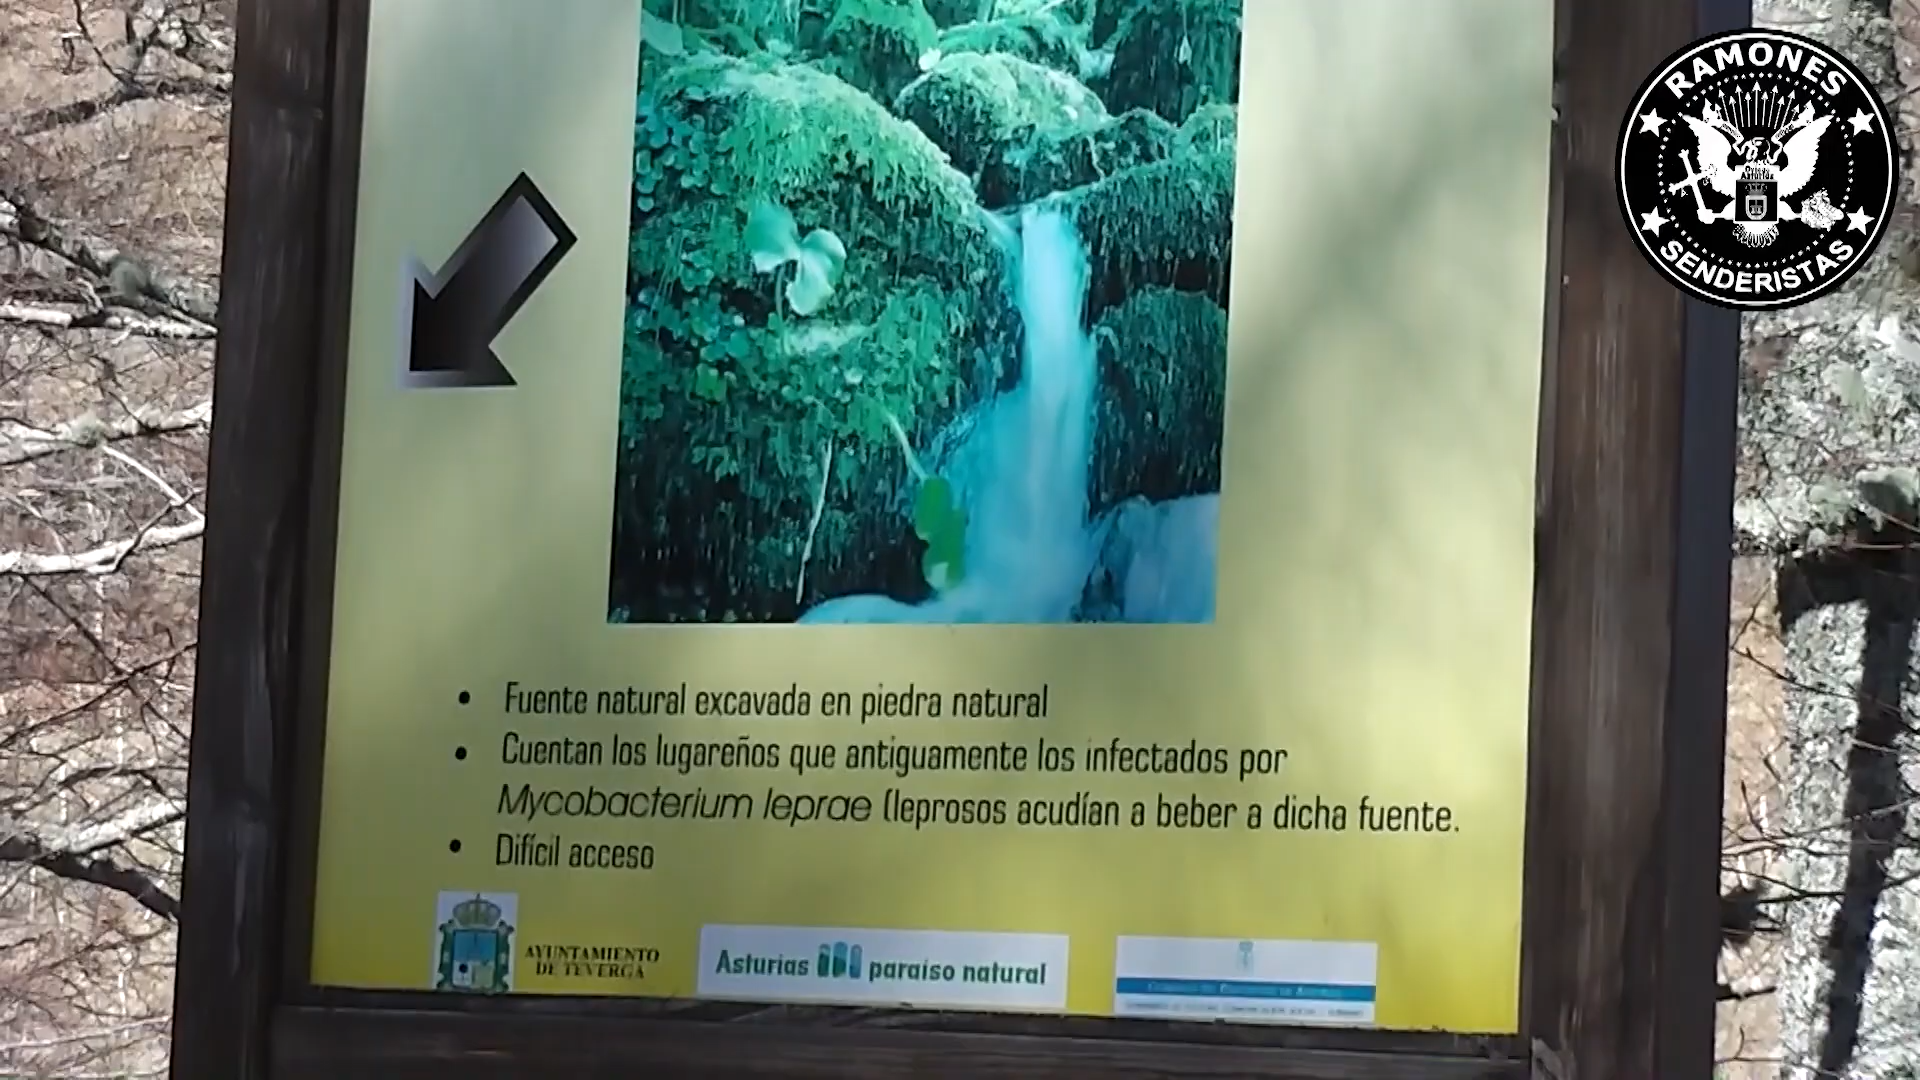 RAMONES
SENDERISTAS
• Fuente natural excavada en piedra natural
• Cuentan los lugareños que antiguamente los infectados por
Mycobacterium leprae (leprosos acudían a beber a dicha fuente.
• Difícil acceso
AYUNTAMIENTO
DE TEVERGA
Asturias paraíso natural